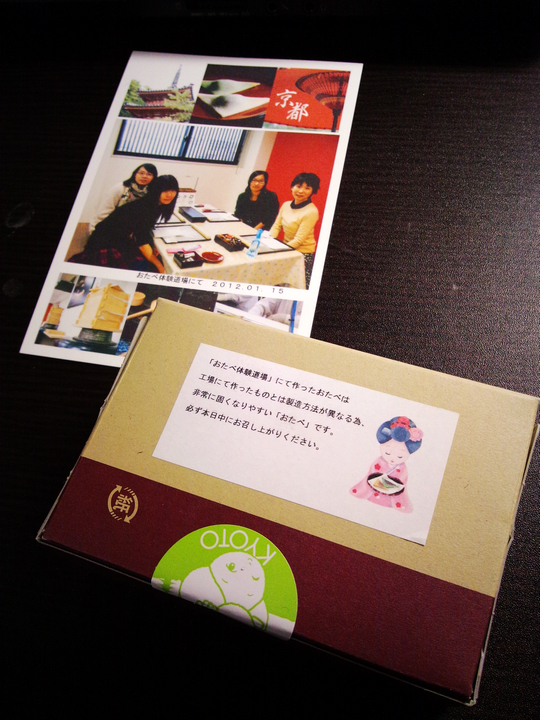 京都
おたべ体験道場にて 2012.01.15
「おたべ体験道場」にて作ったおたべは
工場にて作ったものとは製造方法が異なる為、
非常に固くなりやすい「おたべ」です。
必ず本日中にお召し上がりください。
紙
KYOTO